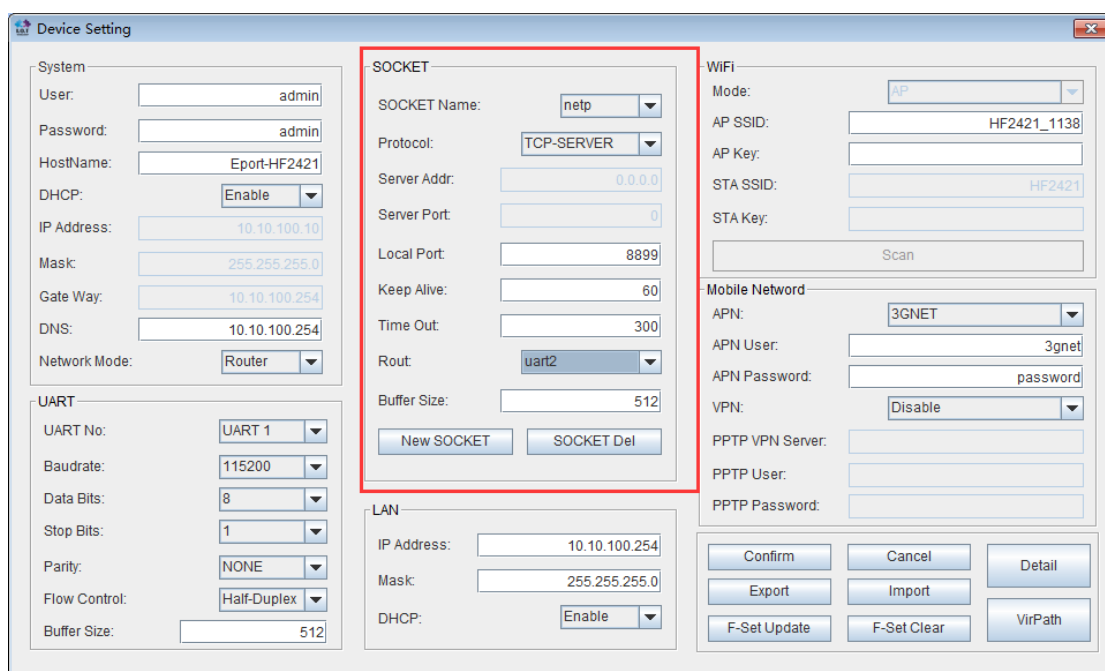 Device Setting
System
User: admin
Password: admin
HostName: Eport-HF2421
DHCP: Enable
IP Address: 10.10.100.10
Mask: 255.255.255.0
Gate Way: 10.10.100.254
DNS: 10.10.100.254
Network Mode: Router
UART
UART No: UART 1
Baudrate: 115200
Data Bits: 8
Stop Bits: 1
Parity: NONE
Flow Control: Half-Duplex
Buffer Size: 512
SOCKET
SOCKET Name: netp
Protocol: TCP-SERVER
Server Addr: 0.0.0.0
Server Port: 0
Local Port: 8899
Keep Alive: 60
Time Out: 300
Rout: uart2
Buffer Size: 512
New SOCKET SOCKET Del
LAN
IP Address: 10.10.100.254
Mask: 255.255.255.0
DHCP: Enable
WiFi
Mode: AP
AP SSID: HF2421_1138
AP Key:
STA SSID: HF2421
STA Key:
Scan
Mobile Netword
APN: 3GNET
APN User: 3gnet
APN Password: password
VPN: Disable
PPTP VPN Server:
PPTP User:
PPTP Password:
Confirm Cancel Detail
Export Import
F-Set Update F-Set Clear VirPath